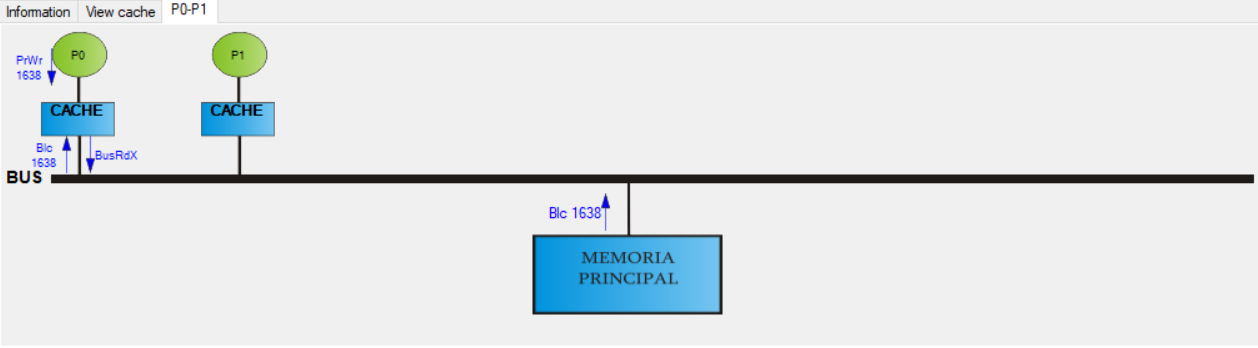 Information View cache P0-P1
P0
P1
PrWr
1638
CACHE
CACHE
Blc
1638
BusRdX
BUS
Blc 1638
MEMORIA
PRINCIPAL